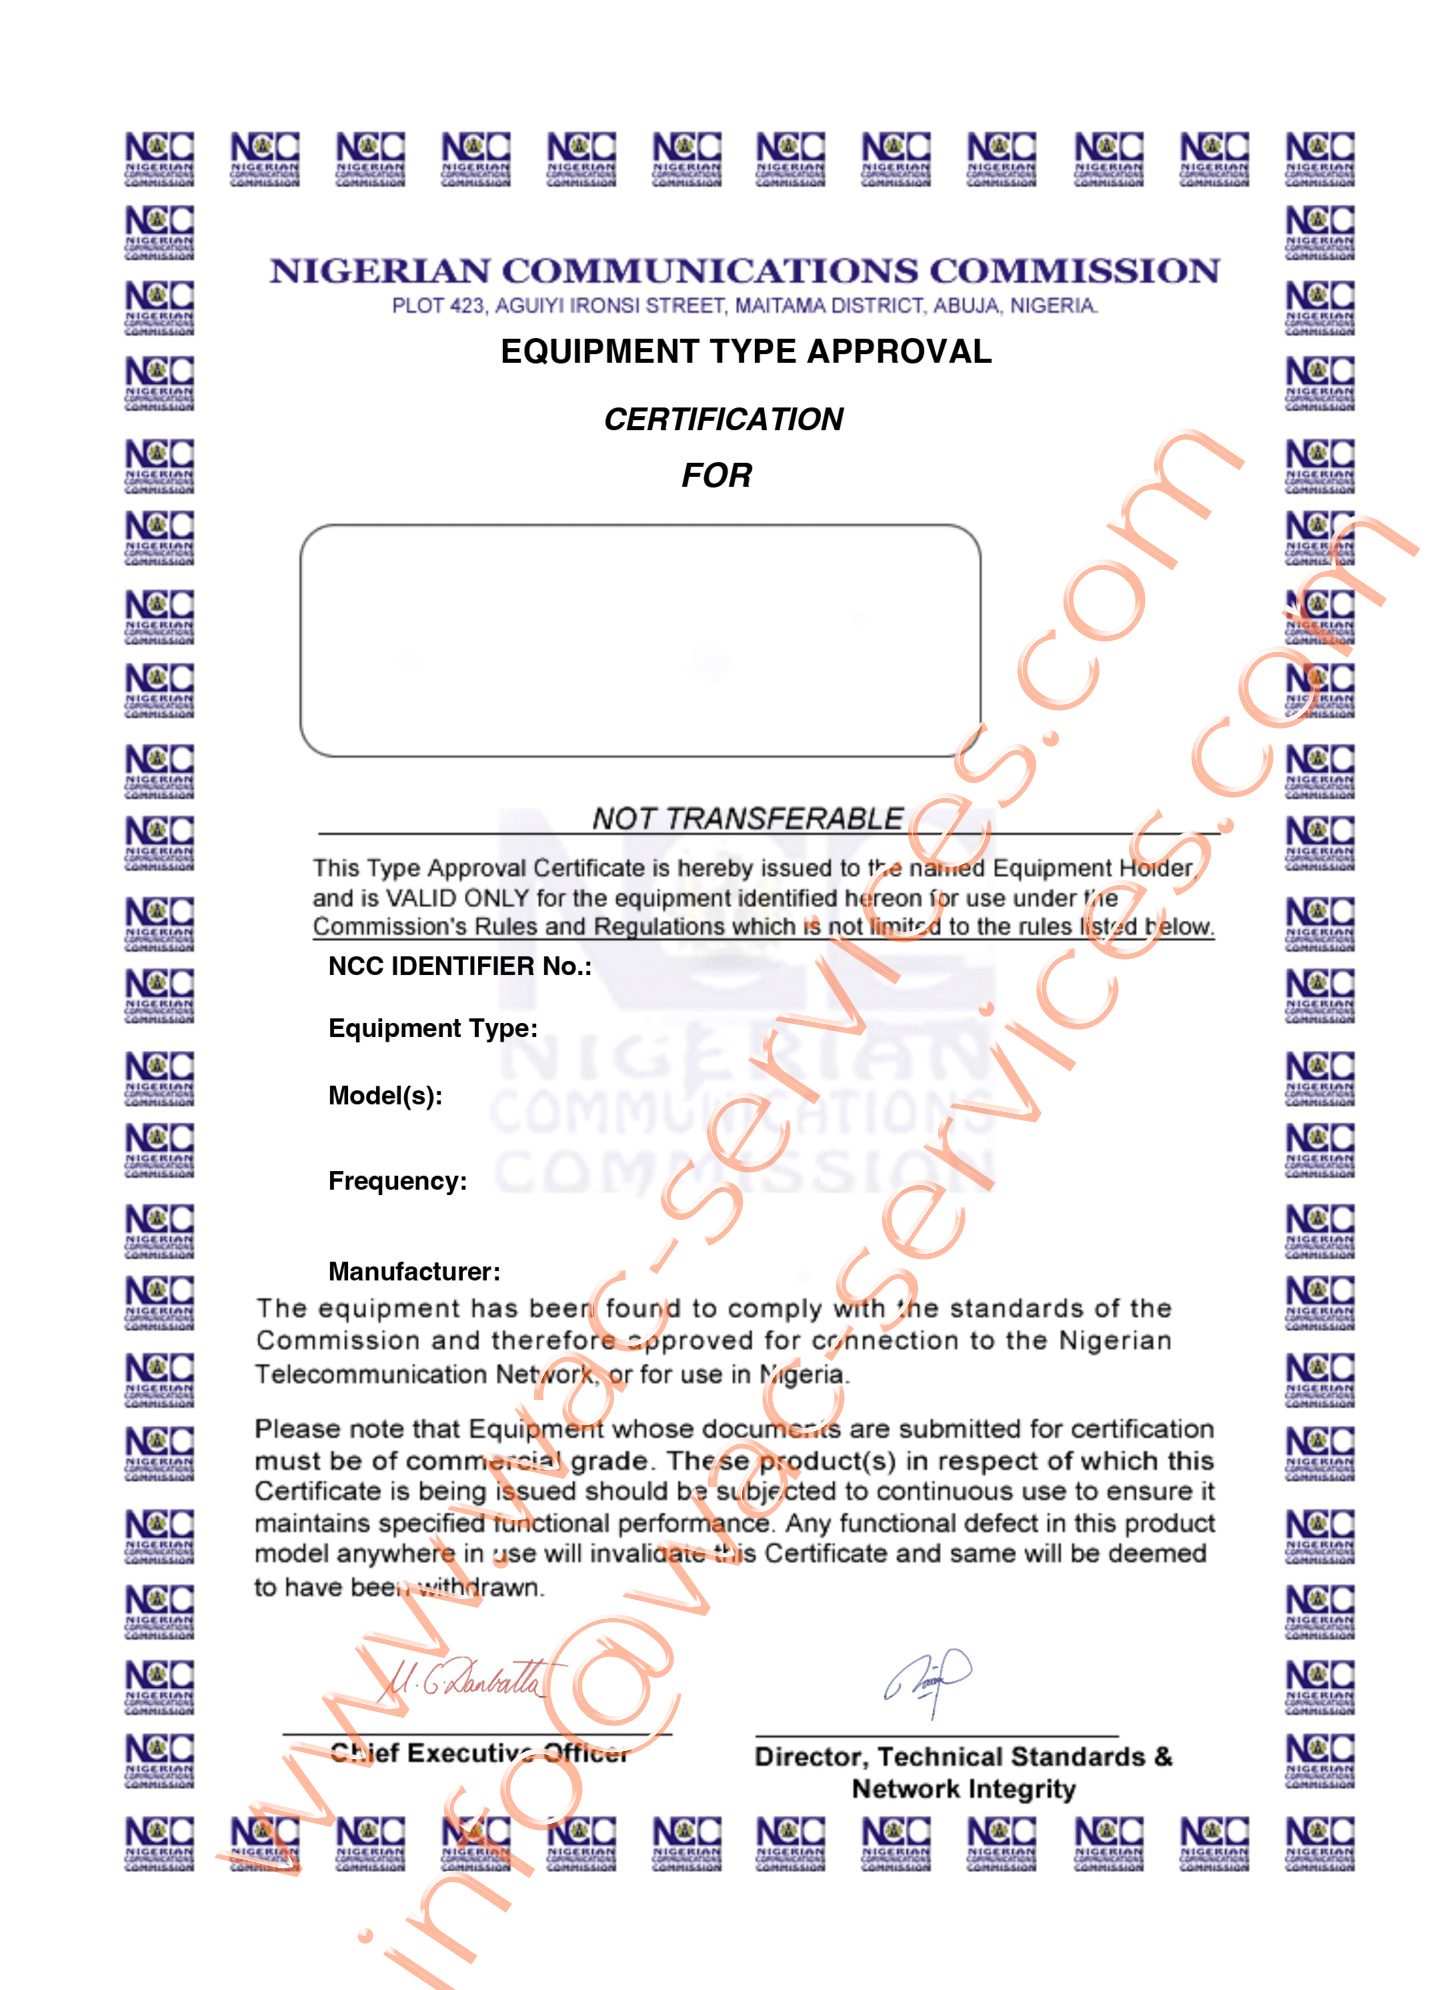 NIGERIAN COMMUNICATIONS COMMISSION
PLOT 423, AGUIYI IRONSI STREET, MAITAMA DISTRICT, ABUJA, NIGERIA.
EQUIPMENT TYPE APPROVAL
CERTIFICATION
FOR
NOT TRANSFERABLE
This Type Approval Certificate is hereby issued to the named Equipment Holder,
and is VALID ONLY for the equipment identified hereon for use under the
Commission's Rules and Regulations which is not limited to the rules listed below.
NCC IDENTIFIER No.:
Equipment Type:
Model(s):
Frequency:
Manufacturer:
The equipment has been found to comply with the standards of the
Commission and therefore approved for connection to the Nigerian
Telecommunication Network, or for use in Nigeria.
Please note that Equipment whose documents are submitted for certification
must be of commercial grade. These product(s) in respect of which this
Certificate is being issued should be subjected to continuous use to ensure it
maintains specified functional performance. Any functional defect in this product
model anywhere in use will invalidate this Certificate and same will be deemed
to have been withdrawn.
U. G. Danbatta
Chief Executive Officer
Director, Technical Standards &
Network Integrity
NCC
NIGERIAN
COMMUNICATIONS
COMMISSION
www.wac-services.com
info@wac-services.com